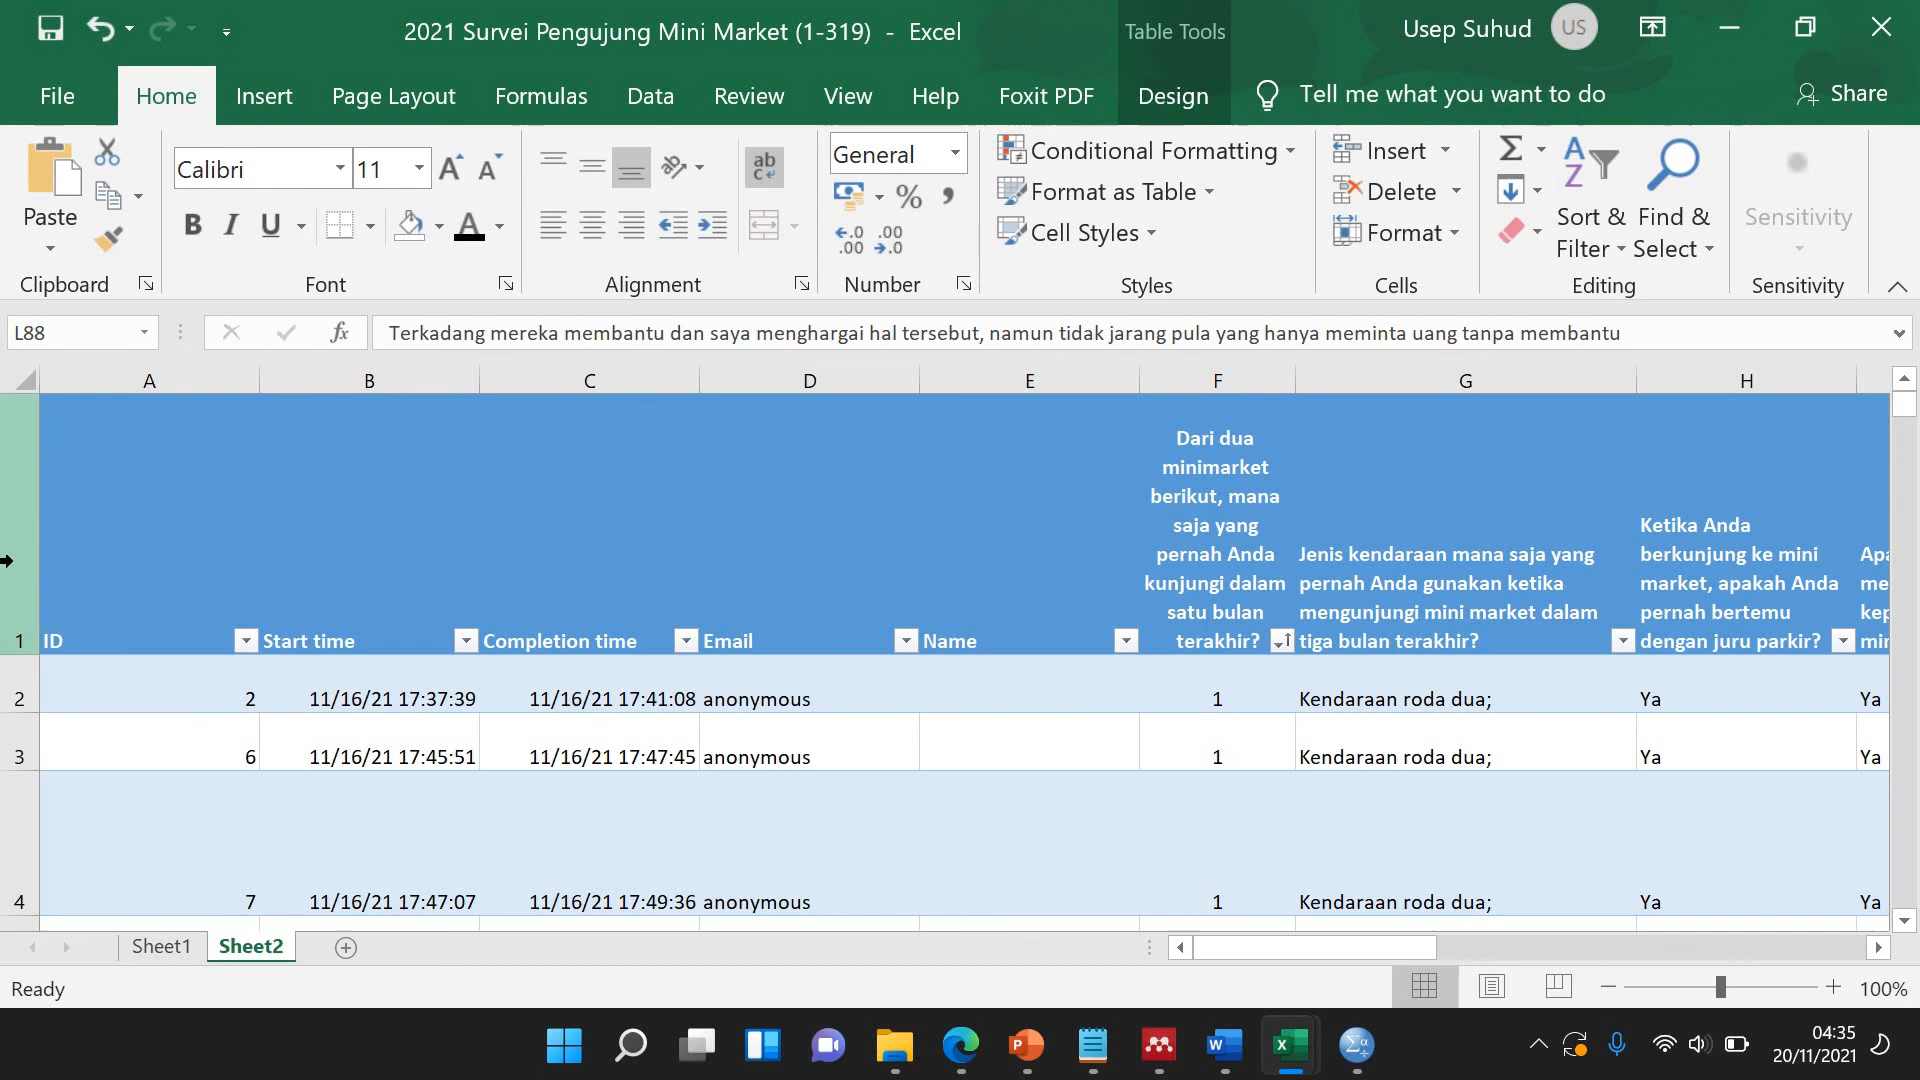 2021 Survei Pengujung Mini Market (1-319) - Excel
Table Tools
Usep Suhud
US
File
Home
Insert
Page Layout
Formulas
Data
Review
View
Help
Foxit PDF
Design
Tell me what you want to do
Share
Paste
Clipboard
Calibri
11
B I U
Font
ab
Alignment
General
Number
Conditional Formatting
Format as Table
Cell Styles
Styles
Insert
Delete
Format
Cells
Sort &
Filter
Find &
Select
Editing
Sensitivity
Sensitivity
L88
fx
Terkadang mereka membantu dan saya menghargai hal tersebut, namun tidak jarang pula yang hanya meminta uang tanpa membantu
A B C D E F G H
1
ID
Start time
Completion time
Email
Name
Dari dua
minimarket
berikut, mana
saja yang
pernah Anda
kunjungi dalam
satu bulan
terakhir?
Jenis kendaraan mana saja yang
pernah Anda gunakan ketika
mengunjungi mini market dalam
tiga bulan terakhir?
Ketika Anda
berkunjung ke mini
market, apakah Anda
pernah bertemu
dengan juru parkir?
2 2 11/16/21 17:37:39 11/16/21 17:41:08 anonymous 1 Kendaraan roda dua; Ya Ya
3 6 11/16/21 17:45:51 11/16/21 17:47:45 anonymous 1 Kendaraan roda dua; Ya Ya
4 7 11/16/21 17:47:07 11/16/21 17:49:36 anonymous 1 Kendaraan roda dua; Ya Ya
Sheet1
Sheet2
Ready
100%
04:35
20/11/2021